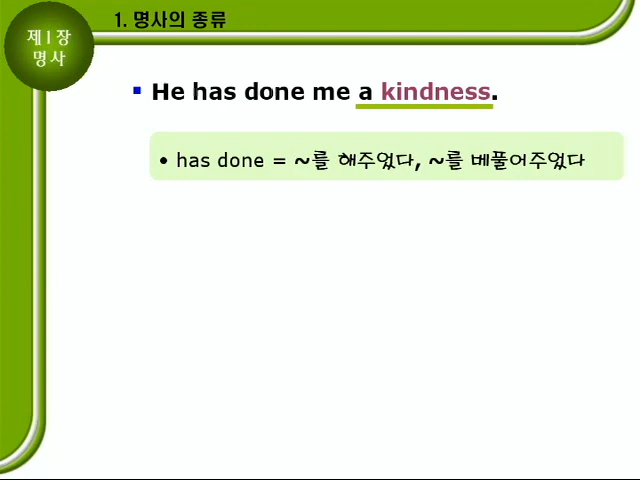 1. 명사의 종류
제1장
명사
▪ He has done me a kindness.
• has done = ~를 해주었다, ~를 베풀어주었다